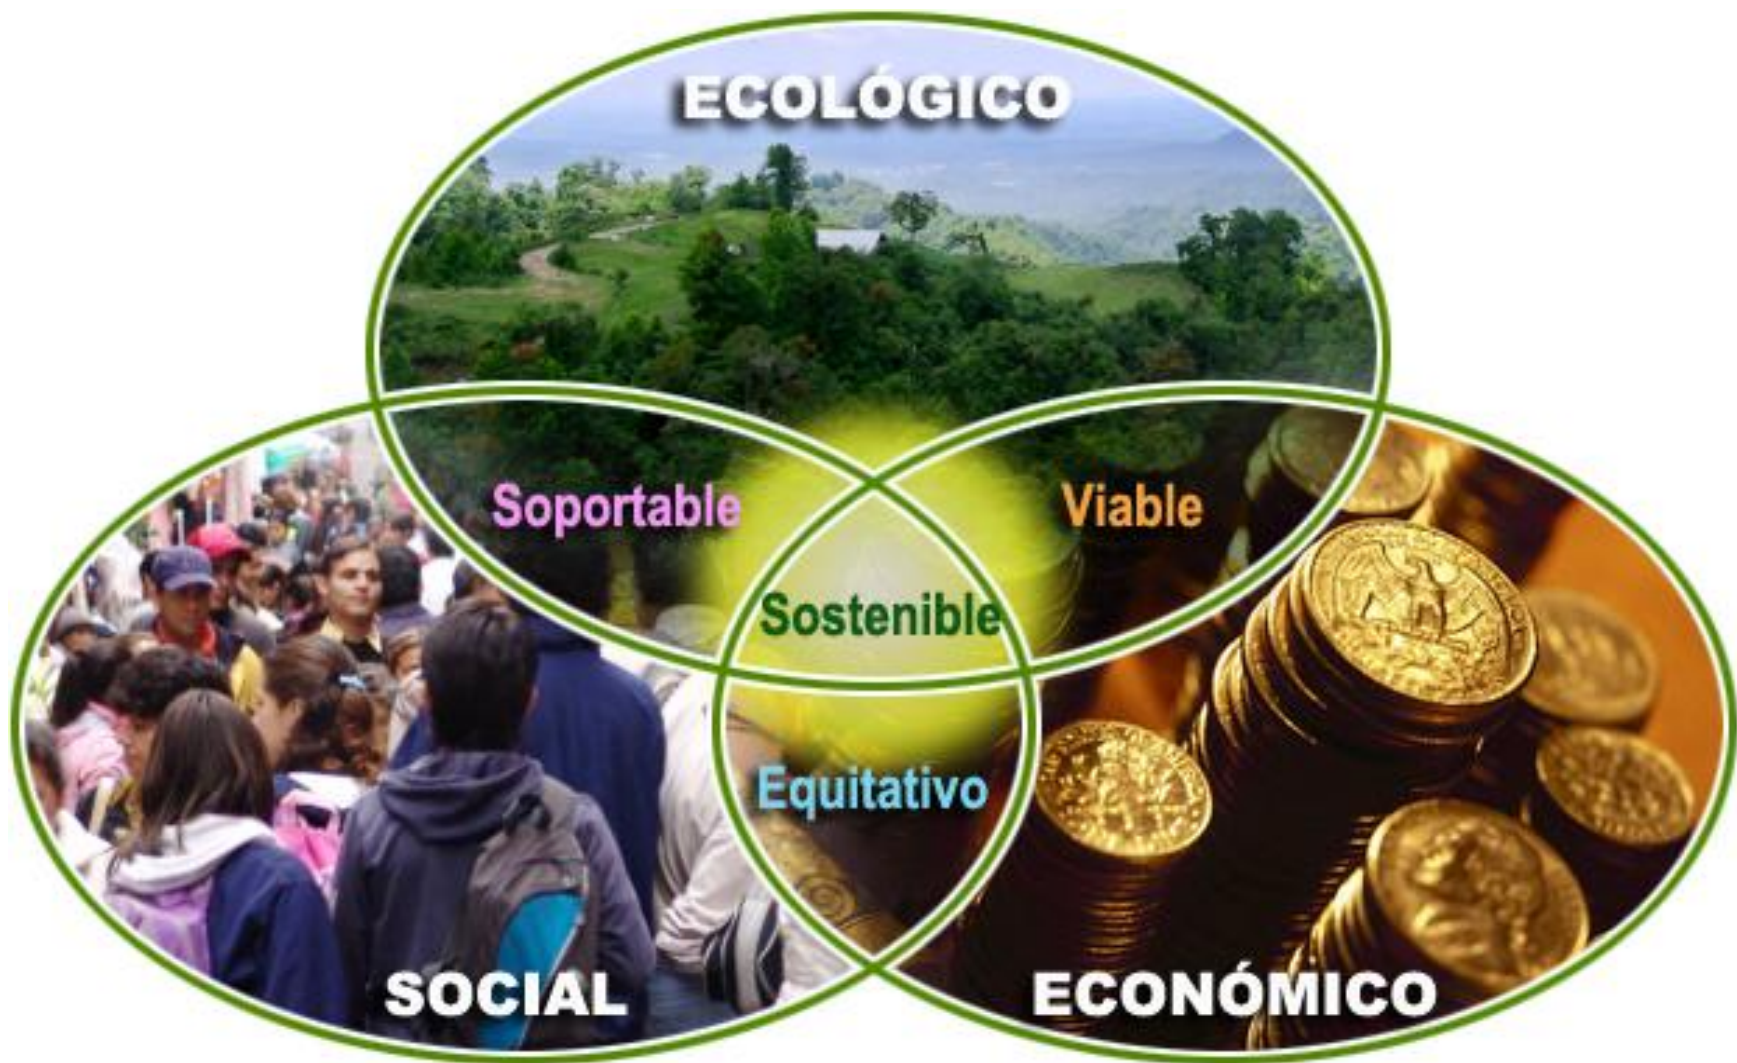 ECOLÓGICO
Soportable
Viable
Sostenible
Equitativo
SOCIAL
ECONÓMICO